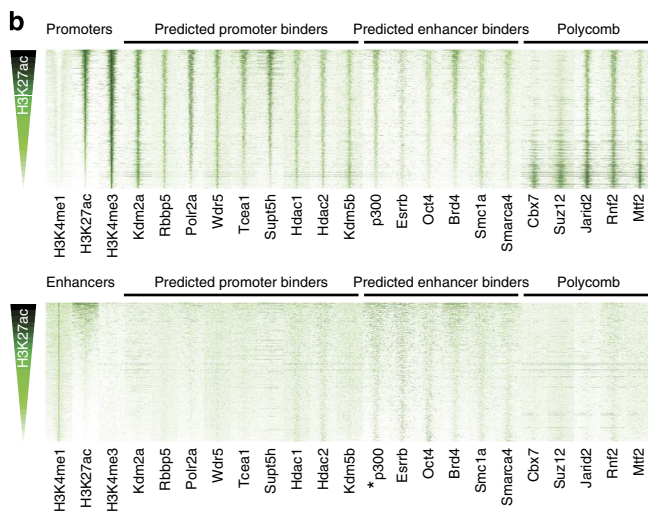 b
Promoters Predicted promoter binders Predicted enhancer binders Polycomb
H3K27ac
H3K4me1 H3K27ac H3K4me3 Kdm2a Rbbp5 Polr2a Wdr5 Tcea1 Supt5h Hdac1 Hdac2 Kdm5b p300 Esrrb Oct4 Brd4 Smc1a Smarca4 Cbx7 Suz12 Jarid2 Rnf2 Mtf2
Enhancers Predicted promoter binders Predicted enhancer binders Polycomb
H3K27ac
H3K4me1 H3K27ac H3K4me3 Kdm2a Rbbp5 Polr2a Wdr5 Tcea1 Supt5h Hdac1 Hdac2 Kdm5b * p300 Esrrb Oct4 Brd4 Smc1a Smarca4 Cbx7 Suz12 Jarid2 Rnf2 Mtf2